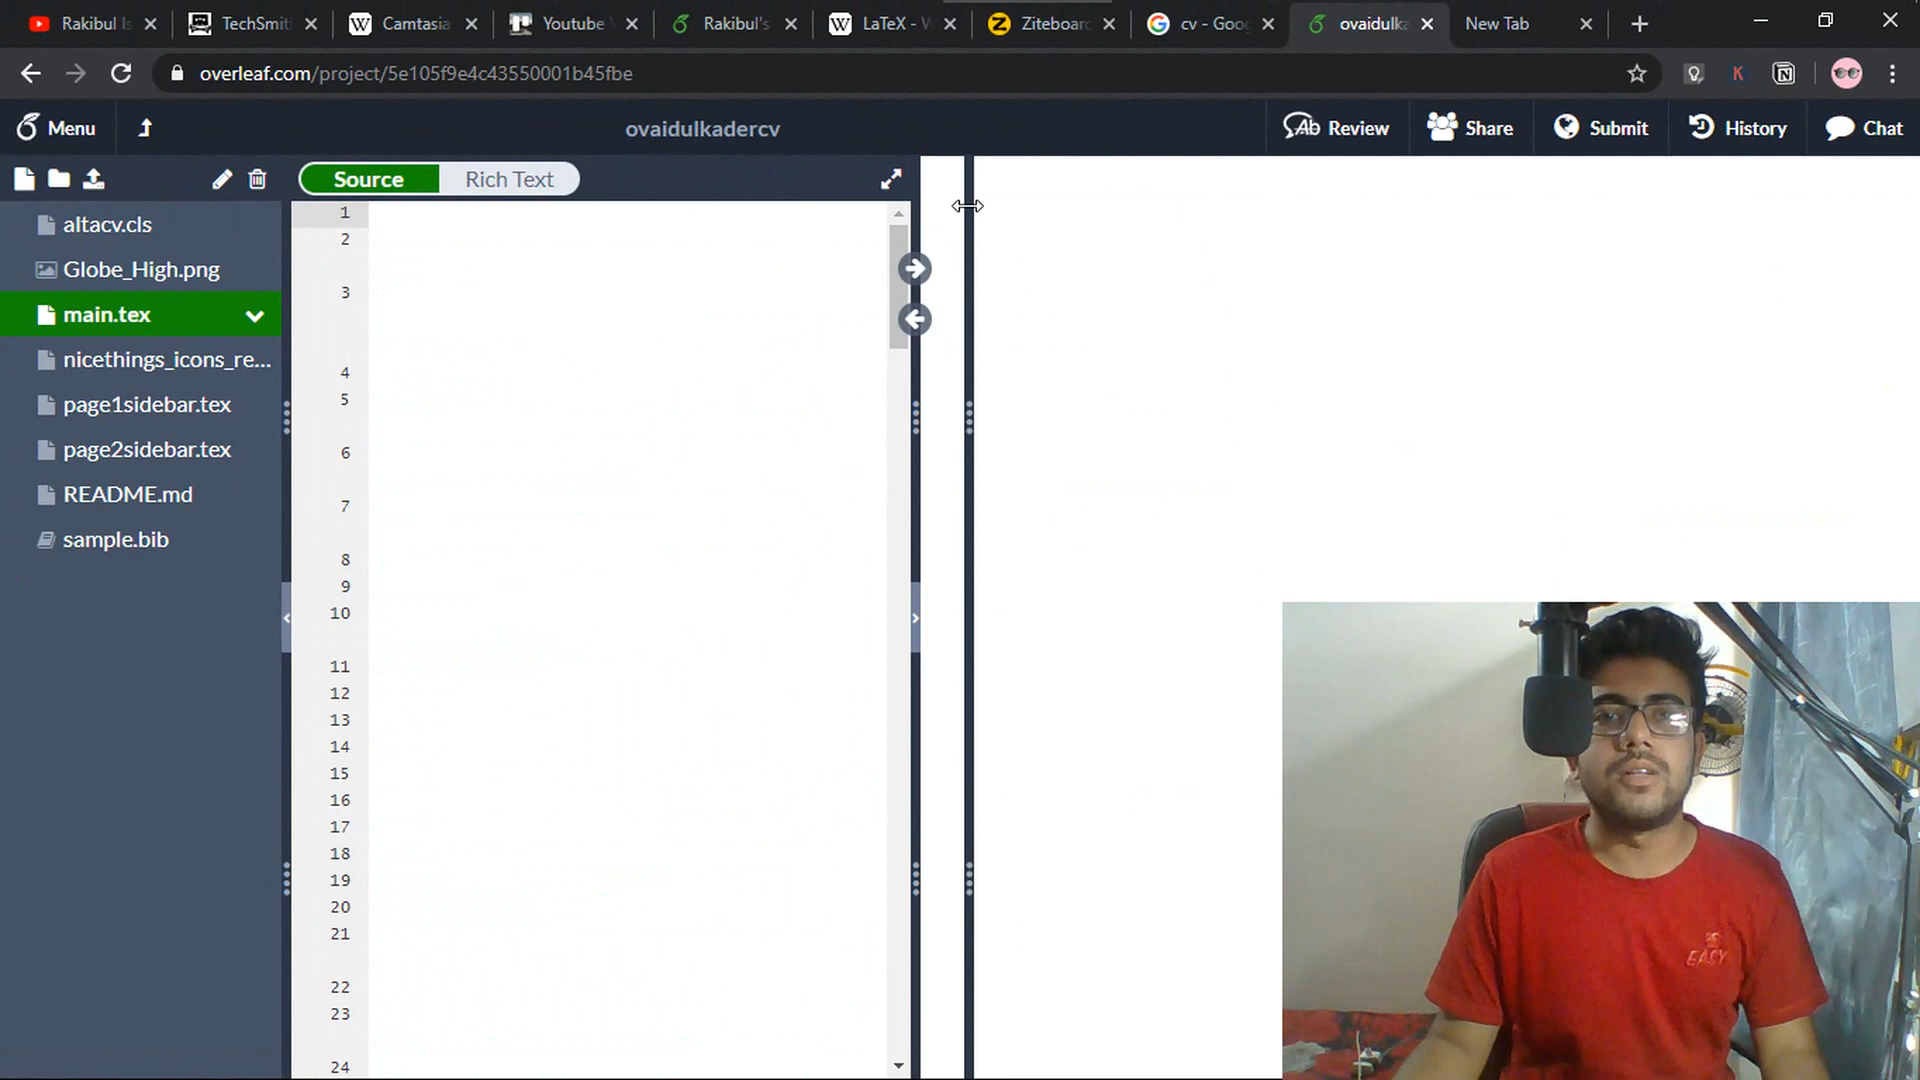 Rakibul Is
TechSmit
Camtasia
Youtube
Rakibul's
LaTeX - W
Ziteboar
cv - Goo
ovaidulka
New Tab
overleaf.com/project/5e105f9e4c43550001b45fbe
Menu
ovaidulkadercv
Review
Share
Submit
History
Chat
Source
Rich Text
altacv.cls
Globe_High.png
main.tex
nicethings_icons_re...
page1sidebar.tex
page2sidebar.tex
README.md
sample.bib
1
2
3
4
5
6
7
8
9
10
11
12
13
14
15
16
17
18
19
20
21
22
23
24
EASY